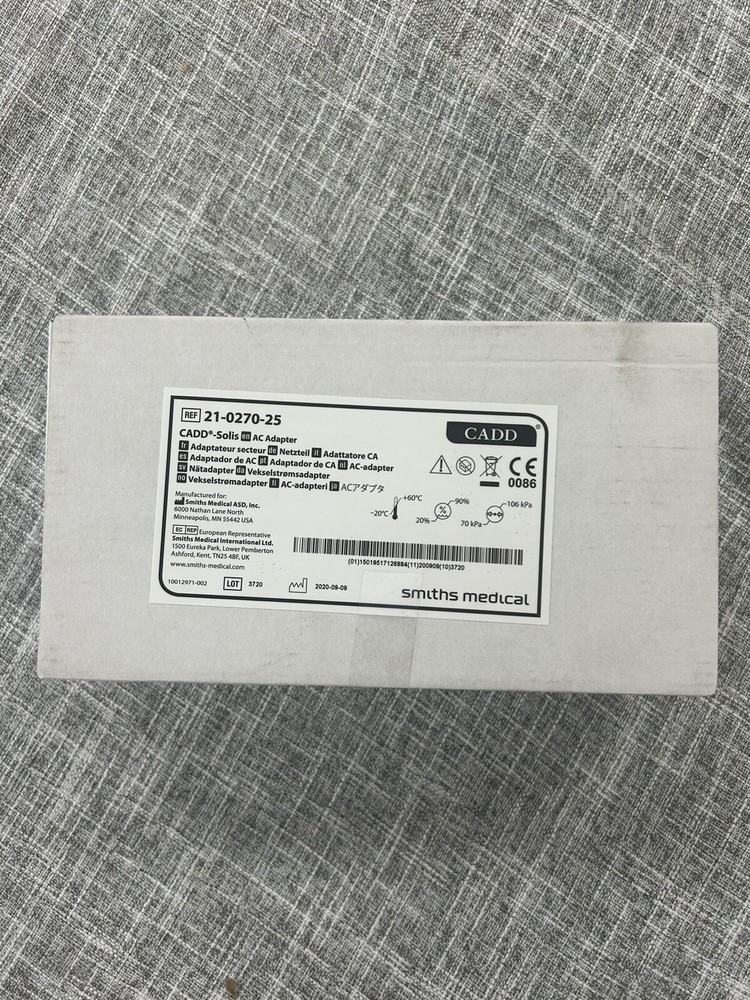 REF 21-0270-25
CADD®-Solis en AC Adapter
fr Adaptateur secteur de Netzteil it Adattatore CA
es Adaptador de AC pt Adaptador de CA nl AC-adapter
sv Nätadapter da Vekselstrømsadapter
no Vekselstrømadapter fi AC-adapteri ja ACアダプタ
Manufactured for:
Smiths Medical ASD, Inc.
6000 Nathan Lane North
Minneapolis, MN 55442 USA
EC REP European Representative
Smiths Medical International Ltd.
1500 Eureka Park, Lower Pemberton
Ashford, Kent, TN25 4BF, UK
www.smiths-medical.com
10012971-002
LOT 3720
2020-09-09
CADD®
CE
0086
+60°C
-20°C
90%
20%
106 kPa
70 kPa
(01)15019517126884(11)200909(10)3720
smiths medical